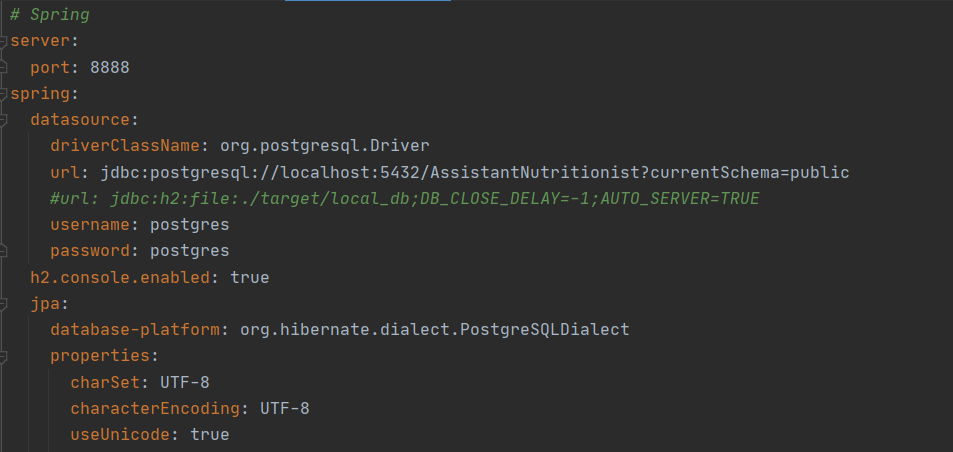 # Spring
server:
  port: 8888
spring:
  datasource:
    driverClassName: org.postgresql.Driver
    url: jdbc:postgresql://localhost:5432/AssistantNutritionist?currentSchema=public
    #url: jdbc:h2:file:./target/local_db;DB_CLOSE_DELAY=-1;AUTO_SERVER=TRUE
    username: postgres
    password: postgres
  h2.console.enabled: true
  jpa:
    database-platform: org.hibernate.dialect.PostgreSQLDialect
    properties:
      charSet: UTF-8
      characterEncoding: UTF-8
      useUnicode: true